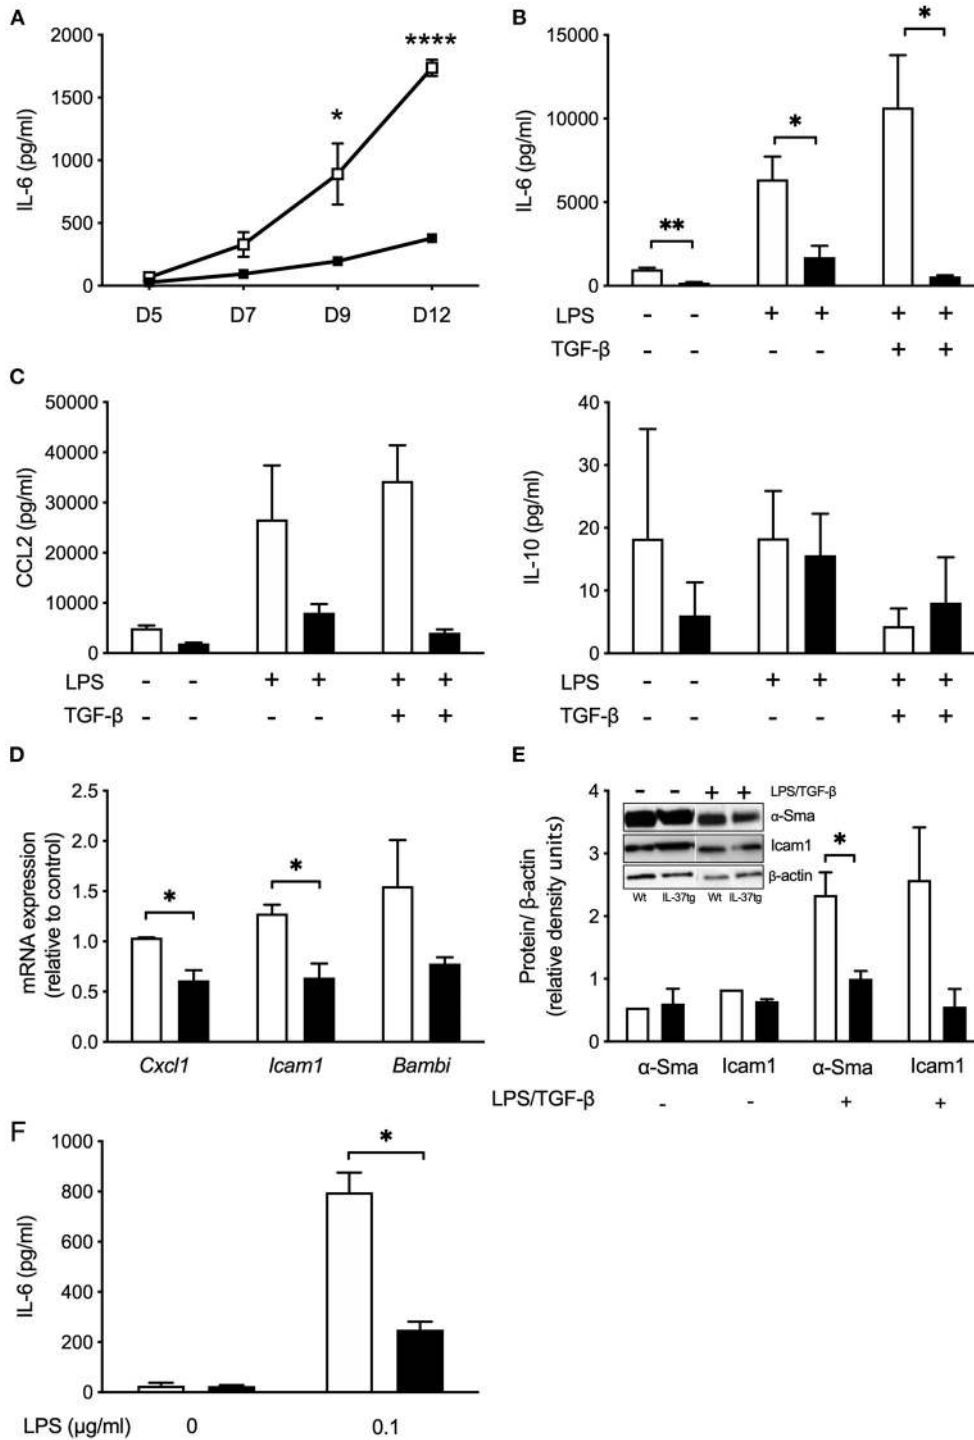 A
IL-6 (pg/ml)
2000
1500
1000
500
0
* ****
D5 D7 D9 D12
B
IL-6 (pg/ml)
15000
10000
5000
0
** * *
LPS - - + + + +
TGF-β - - - - + +
C
CCL2 (pg/ml)
50000
40000
30000
20000
10000
0
LPS - - + + + +
TGF-β - - - - + +
IL-10 (pg/ml)
40
30
20
10
0
LPS - - + + + +
TGF-β - - - - + +
D
mRNA expression
(relative to control)
2.5
2.0
1.5
1.0
0.5
0.0
* *
Cxcl1 Icam1 Bambi
E
Protein/ β-actin
(relative density units)
4
3
2
1
0
- - + + LPS/TGF-β
α-Sma
Icam1
β-actin
Wt IL-37tg Wt IL-37tg
*
α-Sma Icam1 α-Sma Icam1
LPS/TGF-β - - + +
F
IL-6 (pg/ml)
1000
800
600
400
200
0
*
LPS (μg/ml) 0 0.1